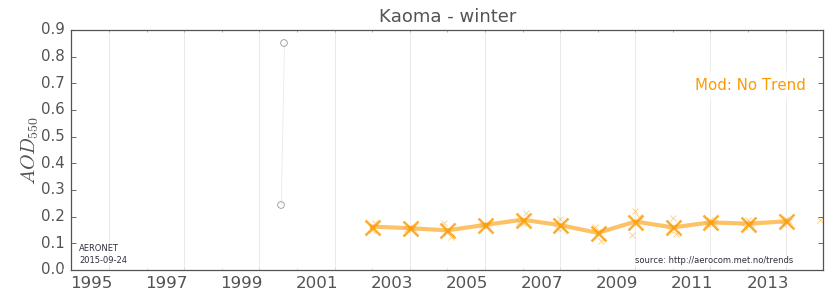 Kaoma - winter
0.9
0.8
0.7
0.6
0.5
0.4
0.3
0.2
0.1
0.0
AOD550
Mod: No Trend
AERONET
2015-09-24
source: http://aerocom.met.no/trends
1995 1997 1999 2001 2003 2005 2007 2009 2011 2013